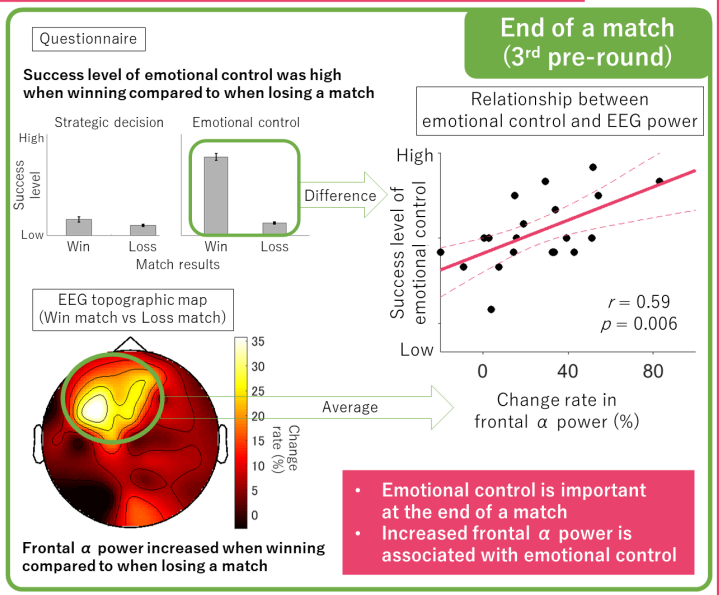 Questionnaire
End of a match
(3rd pre-round)
Success level of emotional control was high
when winning compared to when losing a match
Strategic decision
Emotional control
High
Success
level
Low
Win
Loss
Win
Loss
Match results
Difference
Relationship between
emotional control and EEG power
High
Success level of
emotional control
Low
r = 0.59
p = 0.006
0
40
80
Change rate in
frontal α power (%)
EEG topographic map
(Win match vs Loss match)
35
30
25
20
15
10
5
0
Change
rate (%)
Average
Frontal α power increased when winning
compared to when losing a match
• Emotional control is important
at the end of a match
• Increased frontal α power is
associated with emotional control